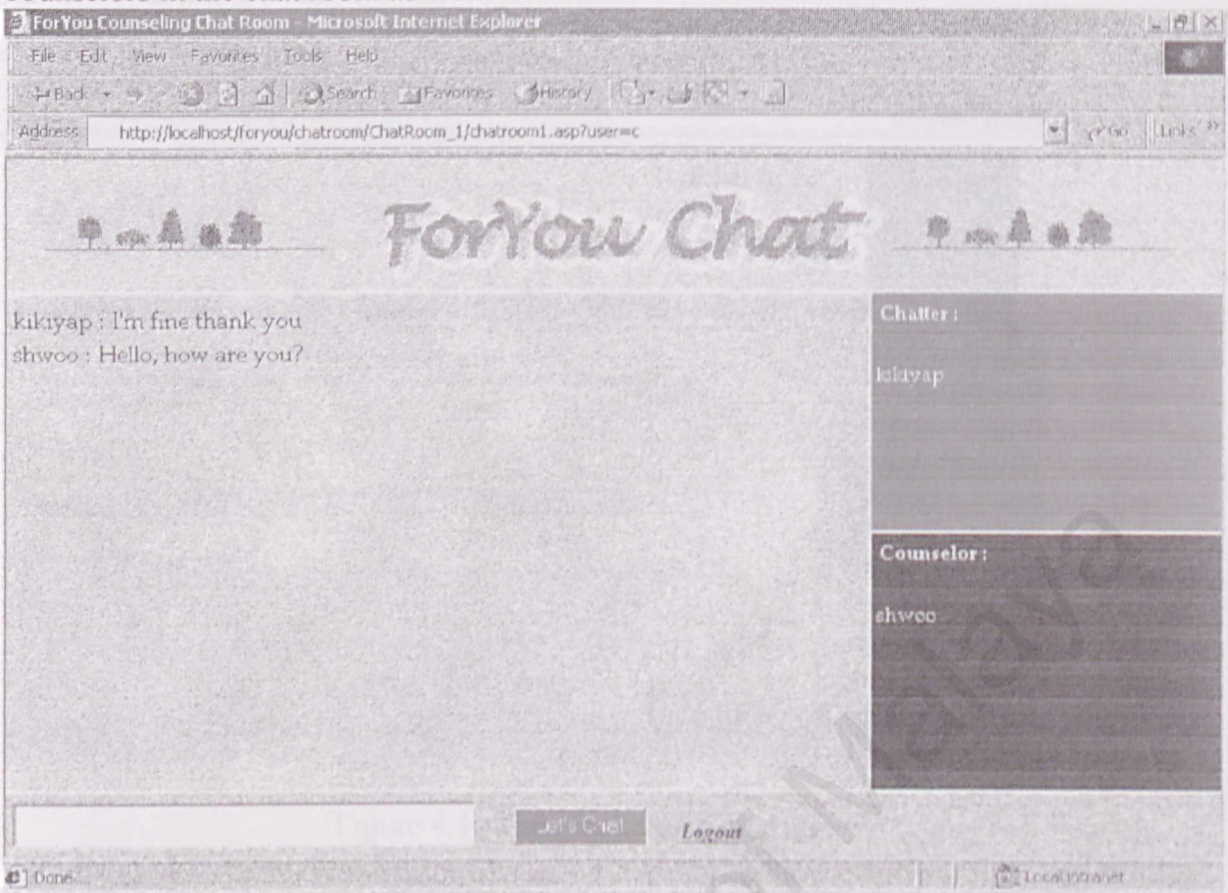 ForYou Counseling Chat Room - Microsoft Internet Explorer
File Edit View Favorites Tools Help
Back Search Favorites History
Address http://localhost/foryou/chatroom/ChatRoom_1/chatroom1.asp?user=c Go Links »
ForYou Chat
kikiyap : I'm fine thank you
shwoo : Hello, how are you?
Chatter :
kikiyap
Counselor :
shwoo
Let's Chat Logout
Done Local intranet